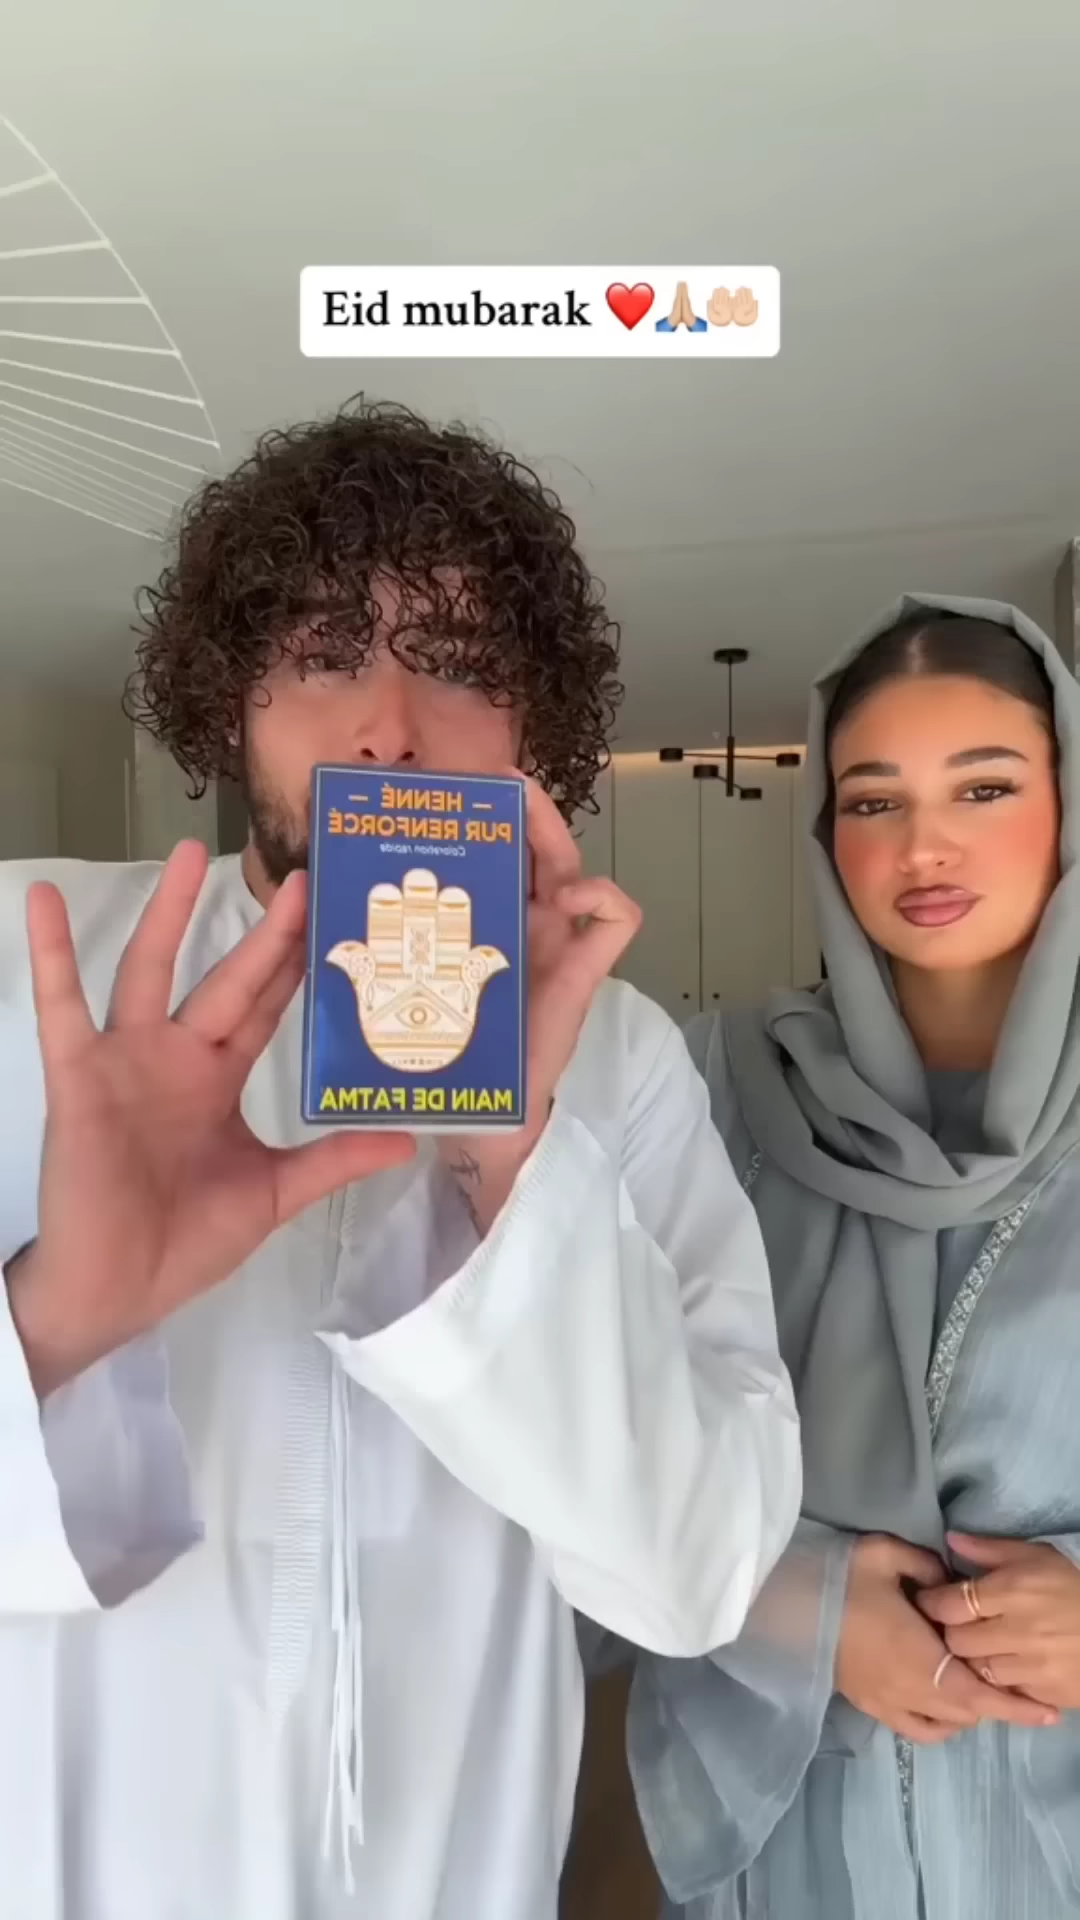 Eid mubarak ❤️🙏🏼🤲🏼
— HENNÉ —
PUR RENFORCÉ
Coloration rapide
MAIN DE FATMA